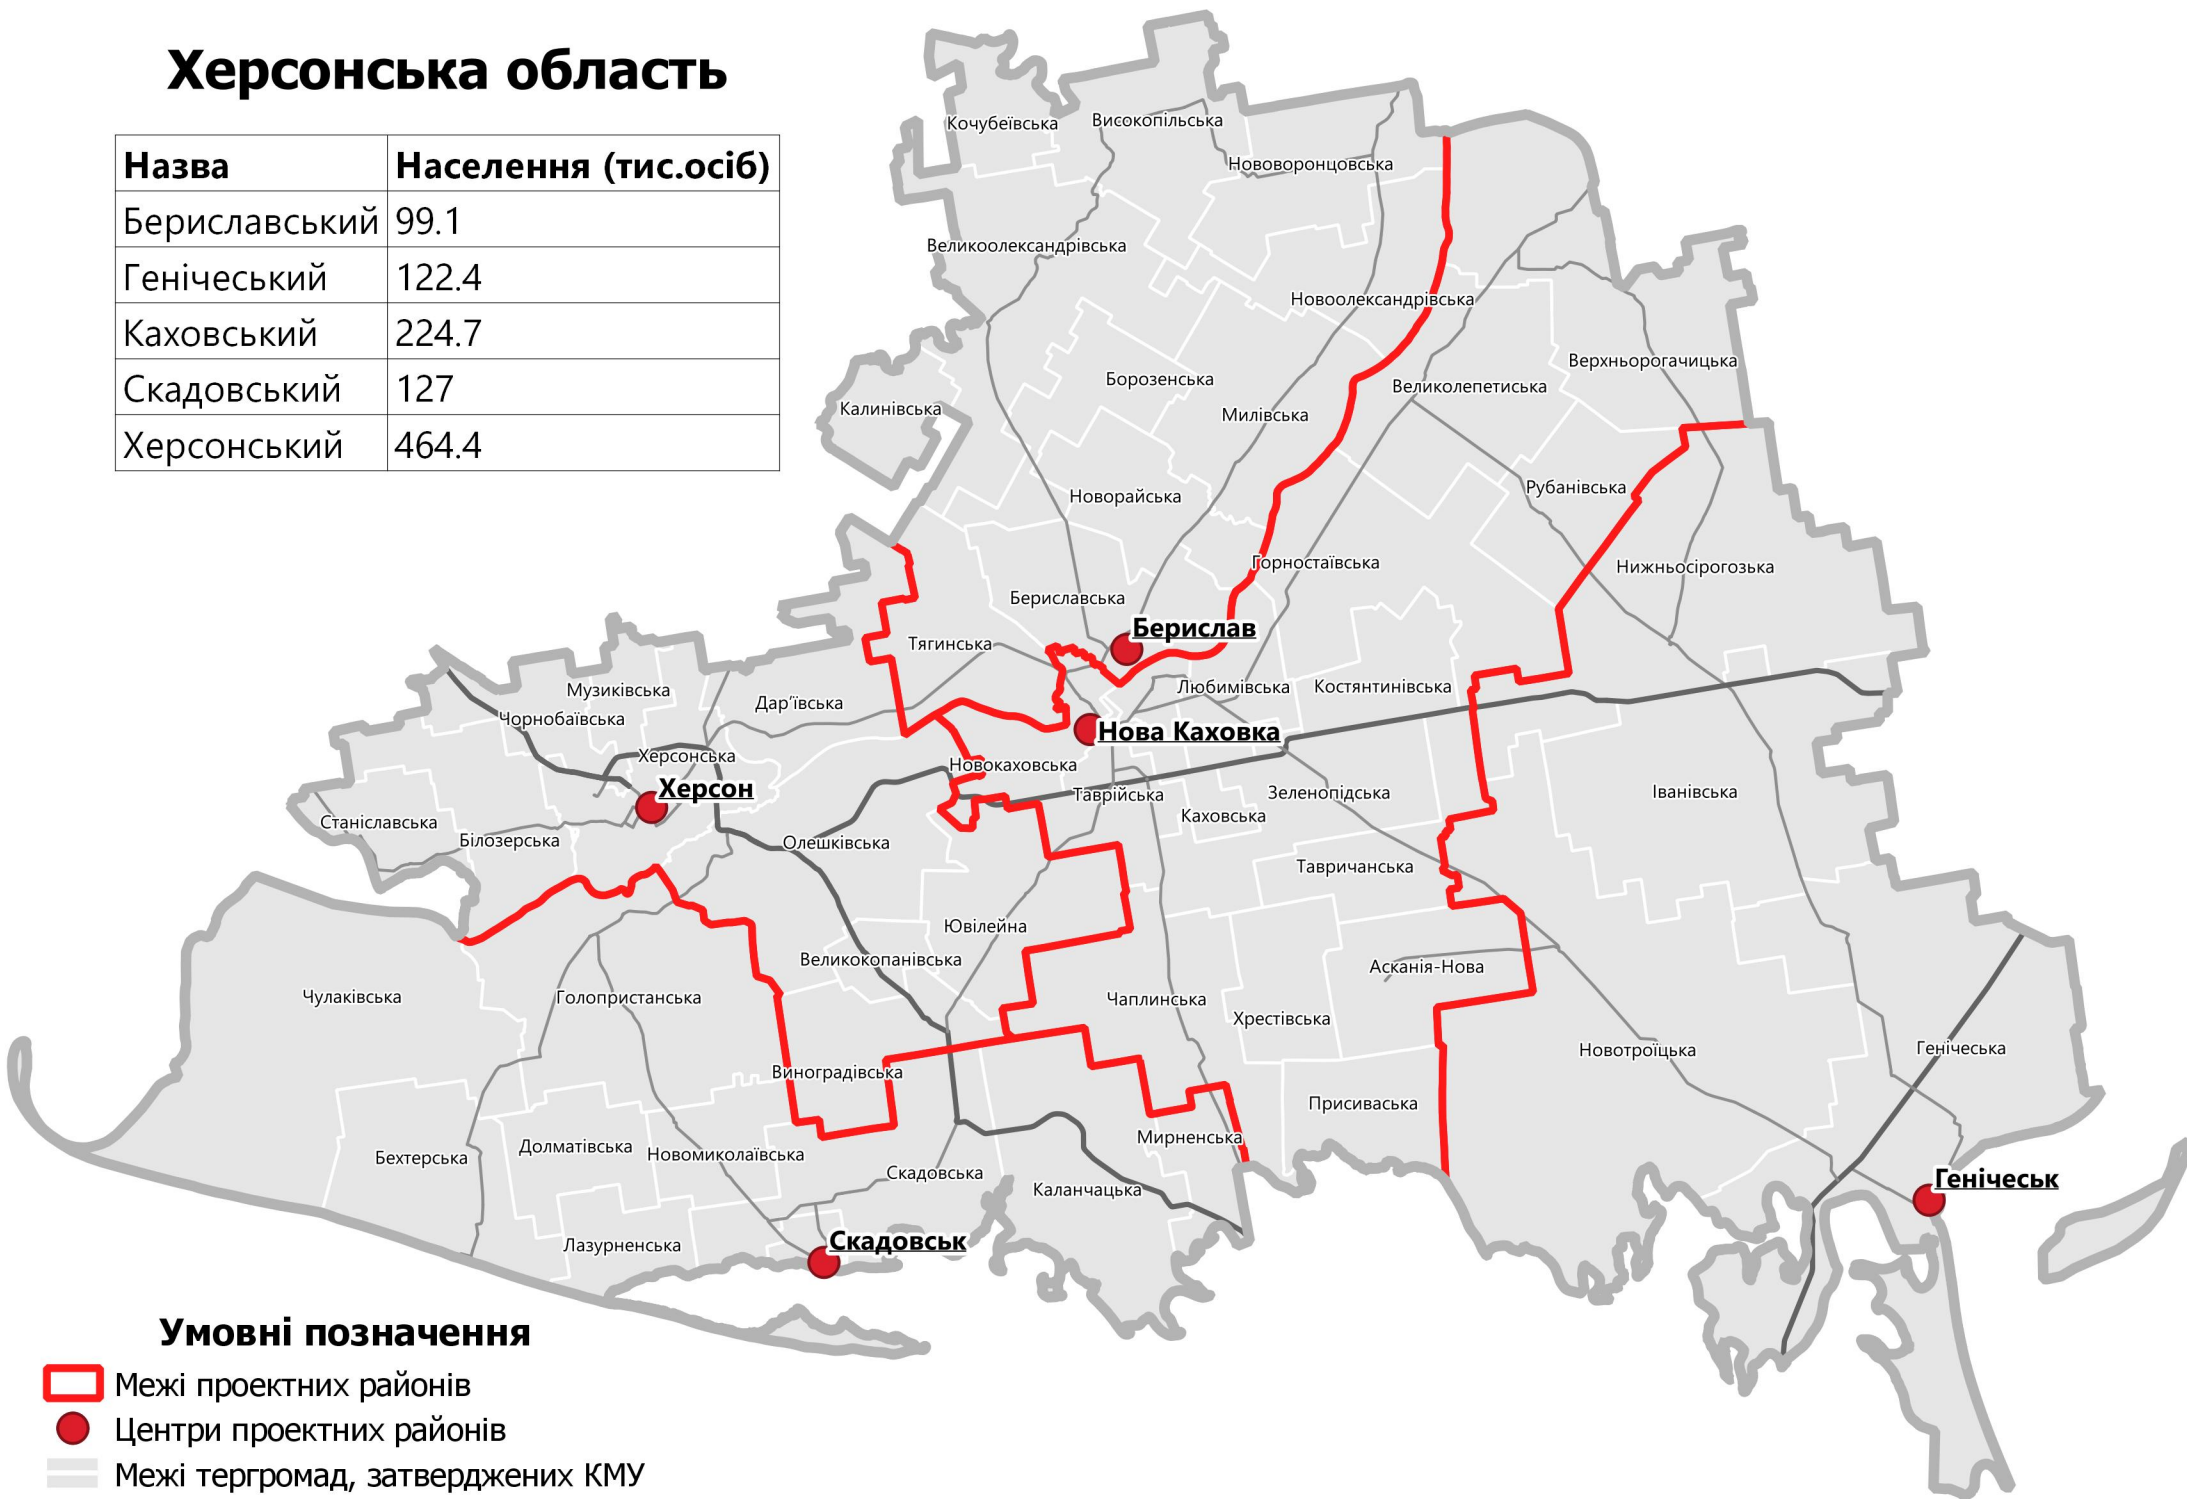 Херсонська область
Назва Населення (тис.осіб)
Бериславський 99.1
Генічеський 122.4
Каховський 224.7
Скадовський 127
Херсонський 464.4
Кочубеївська
Високопільська
Нововоронцовська
Великоолександрівська
Новоолександрівська
Верхньорогачицька
Борозенська
Великолепетиська
Калинівська
Милівська
Новорайська
Рубанівська
Горностаївська
Нижньосірогозька
Бериславська
Берислав
Тягинська
Любимівська
Костянтинівська
Музиківська
Дар'ївська
Чорнобаївська
Нова Каховка
Херсонська
Новокаховська
Херсон
Таврійська
Зеленопідська
Іванівська
Каховська
Станіславська
Білозерська
Олешківська
Тавричанська
Ювілейна
Великокопанівська
Асканія-Нова
Чулаківська
Голопристанська
Чаплинська
Хрестівська
Новотроїцька
Генічеська
Виноградівська
Присиваська
Мирненська
Долматівська
Новомиколаївська
Бехтерська
Скадовська
Каланчацька
Генічеськ
Лазурненська
Скадовськ
Умовні позначення
Межі проектних районів
Центри проектних районів
Межі тергромад, затверджених КМУ